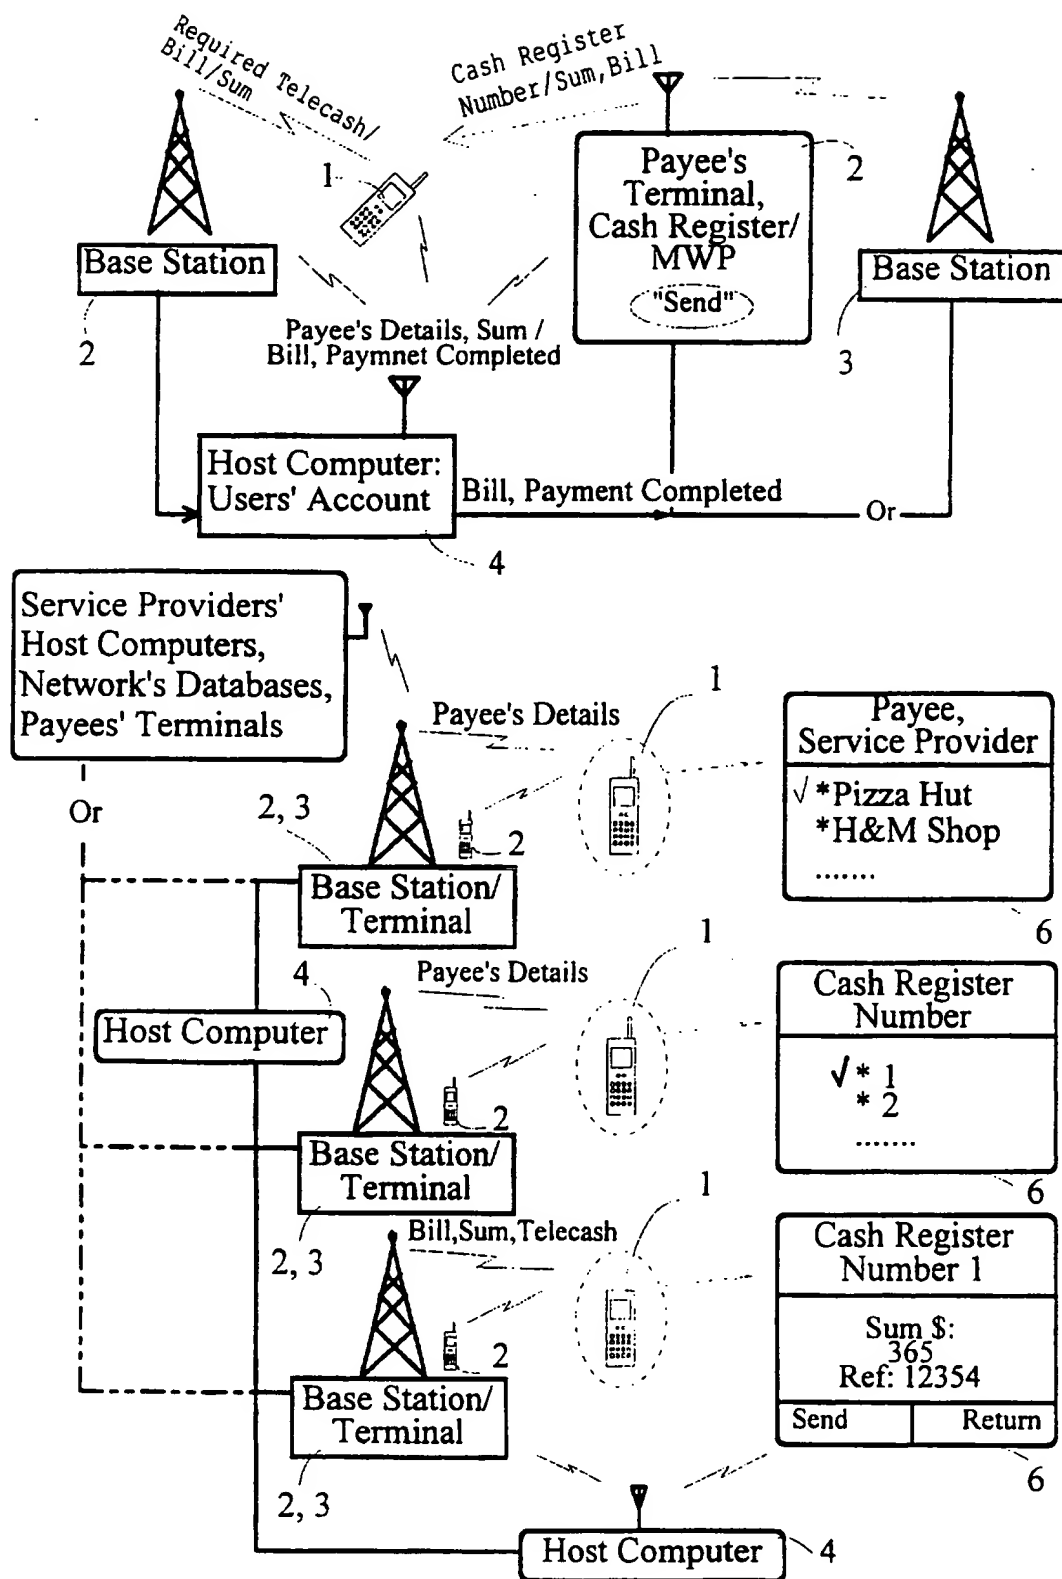 Required Telecash/
Bill/Sum
Cash Register
Number/Sum,Bill
1
Payee's
Terminal,
Cash Register/
MWP
"Send"
2
Base Station
2
Base Station
3
Payee's Details, Sum /
Bill, Paymnet Completed
Host Computer:
Users' Account
Bill, Payment Completed
Or
4
Service Providers'
Host Computers,
Network's Databases,
Payees' Terminals
Or
Payee's Details
1
2, 3
2
Base Station/
Terminal
Payee,
Service Provider
√ *Pizza Hut
*H&M Shop
.......
6
4
Host Computer
Payee's Details
1
2
Base Station/
Terminal
2, 3
Cash Register
Number
√ * 1
* 2
.......
6
Bill,Sum,Telecash
1
2
Base Station/
Terminal
2, 3
Cash Register
Number 1
Sum $:
365
Ref: 12354
Send
Return
6
Host Computer
4